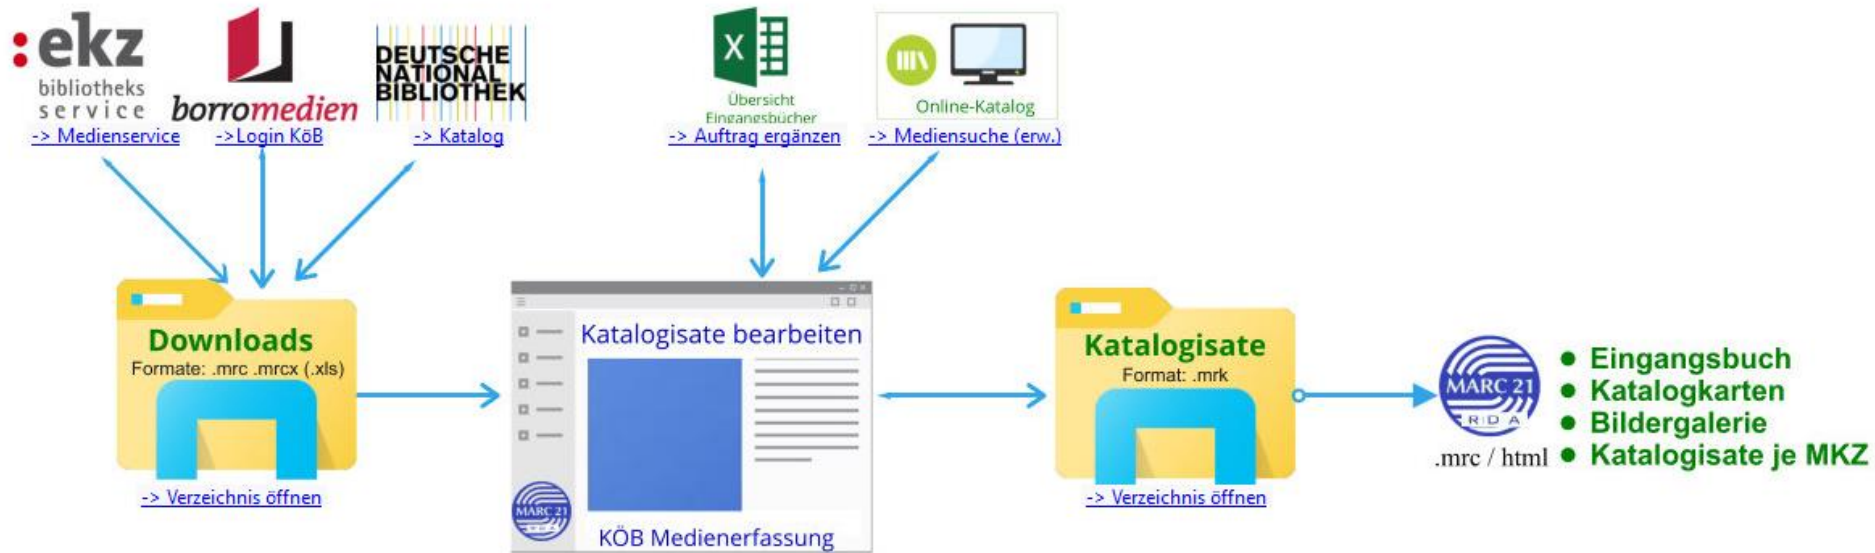 :ekz
bibliotheks
service
-> Medienservice
borromedien
->Login KöB
DEUTSCHE
NATIONAL
BIBLIOTHEK
-> Katalog
X
Übersicht
Eingangsbücher
-> Auftrag ergänzen
Online-Katalog
-> Mediensuche (erw.)
Downloads
Formate: .mrc .mrcx (.xls)
-> Verzeichnis öffnen
Katalogisate bearbeiten
MARC 21
KÖB Medienerfassung
Katalogisate
Format: .mrk
-> Verzeichnis öffnen
MARC 21
R D A
.mrc / html
● Eingangsbuch
● Katalogkarten
● Bildergalerie
● Katalogisate je MKZ